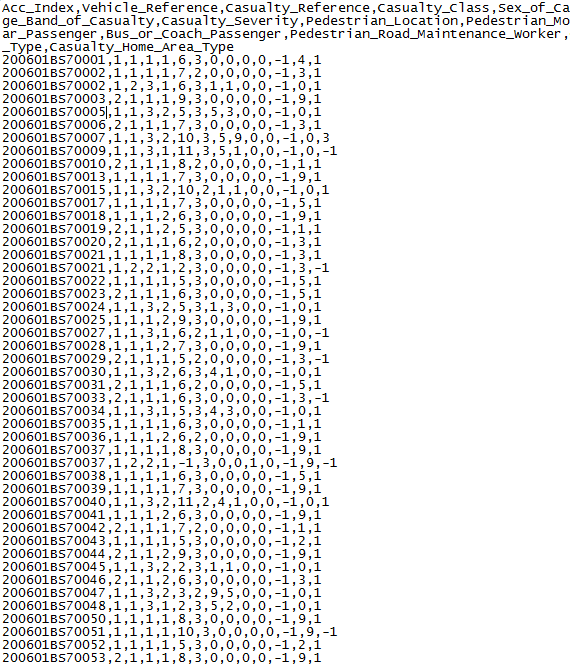 Acc_Index,Vehicle_Reference,Casualty_Reference,Casualty_Class,Sex_of_Ca
ge_Band_of_Casualty,Casualty_Severity,Pedestrian_Location,Pedestrian_Mo
ar_Passenger,Bus_or_Coach_Passenger,Pedestrian_Road_Maintenance_Worker,
_Type,Casualty_Home_Area_Type
200601BS70001,1,1,1,1,6,3,0,0,0,0,-1,4,1
200601BS70002,1,1,1,1,7,2,0,0,0,0,-1,3,1
200601BS70002,1,2,3,1,6,3,1,1,0,0,-1,0,1
200601BS70003,2,1,1,1,9,3,0,0,0,0,-1,9,1
200601BS70005,1,1,3,2,5,3,5,3,0,0,-1,0,1
200601BS70006,2,1,1,1,7,3,0,0,0,0,-1,3,1
200601BS70007,1,1,3,2,10,3,5,9,0,0,-1,0,3
200601BS70009,1,1,3,1,11,3,5,1,0,0,-1,0,-1
200601BS70010,2,1,1,1,8,2,0,0,0,0,-1,1,1
200601BS70013,1,1,1,1,7,3,0,0,0,0,-1,9,1
200601BS70015,1,1,3,2,10,2,1,1,0,0,-1,0,1
200601BS70017,1,1,1,1,7,3,0,0,0,0,-1,5,1
200601BS70018,1,1,1,2,6,3,0,0,0,0,-1,9,1
200601BS70019,2,1,1,2,5,3,0,0,0,0,-1,1,1
200601BS70020,2,1,1,1,6,2,0,0,0,0,-1,3,1
200601BS70021,1,1,1,1,8,3,0,0,0,0,-1,3,1
200601BS70021,1,2,2,1,2,3,0,0,0,0,-1,3,-1
200601BS70022,1,1,1,1,5,3,0,0,0,0,-1,5,1
200601BS70023,2,1,1,1,6,3,0,0,0,0,-1,5,1
200601BS70024,1,1,3,2,5,3,1,3,0,0,-1,0,1
200601BS70025,1,1,1,2,9,3,0,0,0,0,-1,9,1
200601BS70027,1,1,3,1,6,2,1,1,0,0,-1,0,1
200601BS70028,1,1,1,2,7,3,0,0,0,0,-1,9,1
200601BS70029,2,1,1,1,5,2,0,0,0,0,-1,3,-1
200601BS70030,1,1,3,2,6,3,4,1,0,0,-1,0,1
200601BS70031,2,1,1,1,6,2,0,0,0,0,-1,5,1
200601BS70033,2,1,1,1,6,3,0,0,0,0,-1,3,-1
200601BS70034,1,1,3,1,5,3,4,3,0,0,-1,0,1
200601BS70035,1,1,1,1,6,3,0,0,0,0,-1,1,1
200601BS70036,1,1,1,2,6,2,0,0,0,0,-1,9,1
200601BS70037,1,1,1,1,8,3,0,0,0,0,-1,9,1
200601BS70037,1,2,2,1,-1,3,0,0,1,0,-1,9,-1
200601BS70038,1,1,1,1,6,3,0,0,0,0,-1,5,1
200601BS70039,1,1,1,1,7,3,0,0,0,0,-1,9,1
200601BS70040,1,1,3,2,11,2,4,1,0,0,-1,0,1
200601BS70041,1,1,1,2,6,3,0,0,0,0,-1,9,1
200601BS70042,2,1,1,1,7,2,0,0,0,0,-1,1,1
200601BS70043,1,1,1,1,5,3,0,0,0,0,-1,2,1
200601BS70044,2,1,1,2,9,3,0,0,0,0,-1,9,1
200601BS70045,1,1,3,2,2,3,1,1,0,0,-1,0,1
200601BS70046,2,1,1,2,6,3,0,0,0,0,-1,3,1
200601BS70047,1,1,3,2,3,2,9,5,0,0,-1,0,1
200601BS70048,1,1,3,1,2,3,5,2,0,0,-1,0,1
200601BS70050,1,1,1,1,8,3,0,0,0,0,-1,9,1
200601BS70051,1,1,1,1,10,3,0,0,0,0,-1,9,-1
200601BS70052,1,1,1,1,5,3,0,0,0,0,-1,2,1
200601BS70053,2,1,1,1,8,3,0,0,0,0,-1,9,1